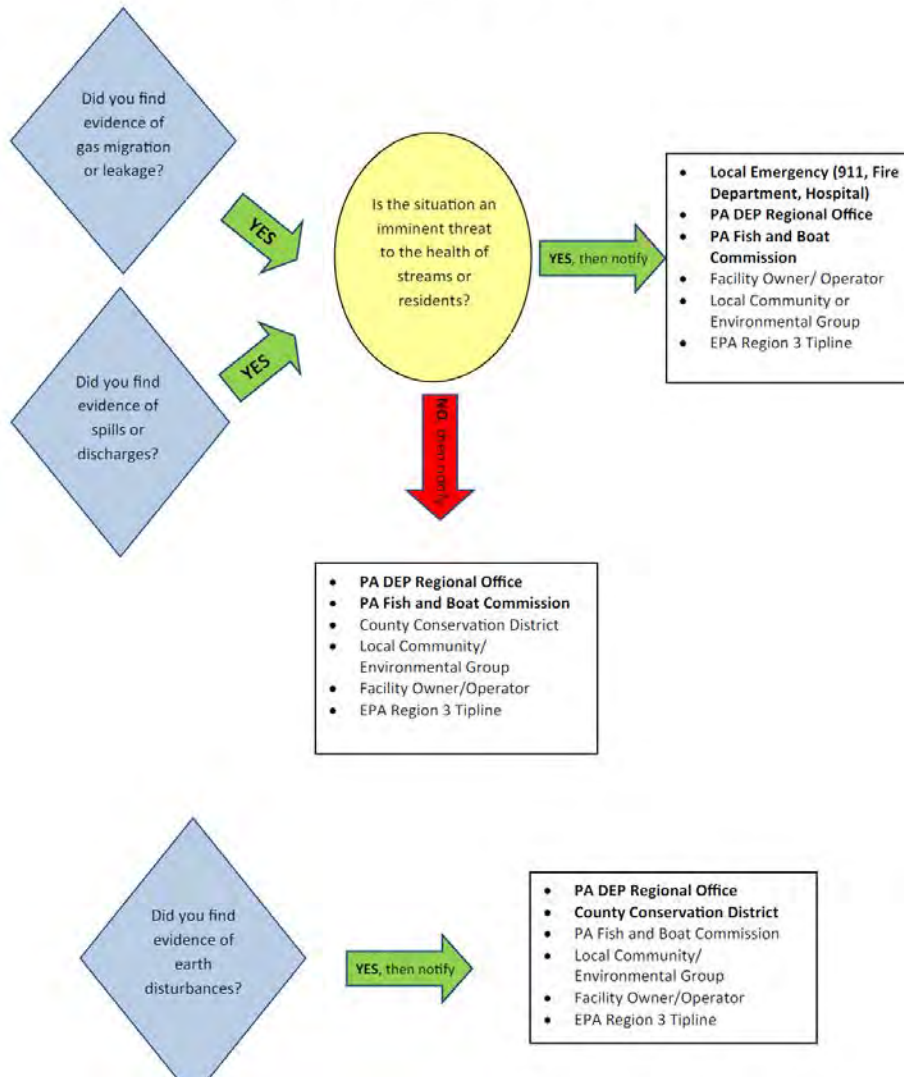 Did you find
evidence of
gas migration
or leakage?
YES
Is the situation an
imminent threat
to the health of
streams or
residents?
YES, then notify
• Local Emergency (911, Fire
Department, Hospital)
• PA DEP Regional Office
• PA Fish and Boat
Commission
• Facility Owner/ Operator
• Local Community or
Environmental Group
• EPA Region 3 Tipline
Did you find
evidence of
spills or
discharges?
YES
NO, then notify
• PA DEP Regional Office
• PA Fish and Boat Commission
• County Conservation District
• Local Community/
Environmental Group
• Facility Owner/Operator
• EPA Region 3 Tipline
Did you find
evidence of
earth
disturbances?
YES, then notify
• PA DEP Regional Office
• County Conservation District
• PA Fish and Boat Commission
• Local Community/
Environmental Group
• Facility Owner/Operator
• EPA Region 3 Tipline